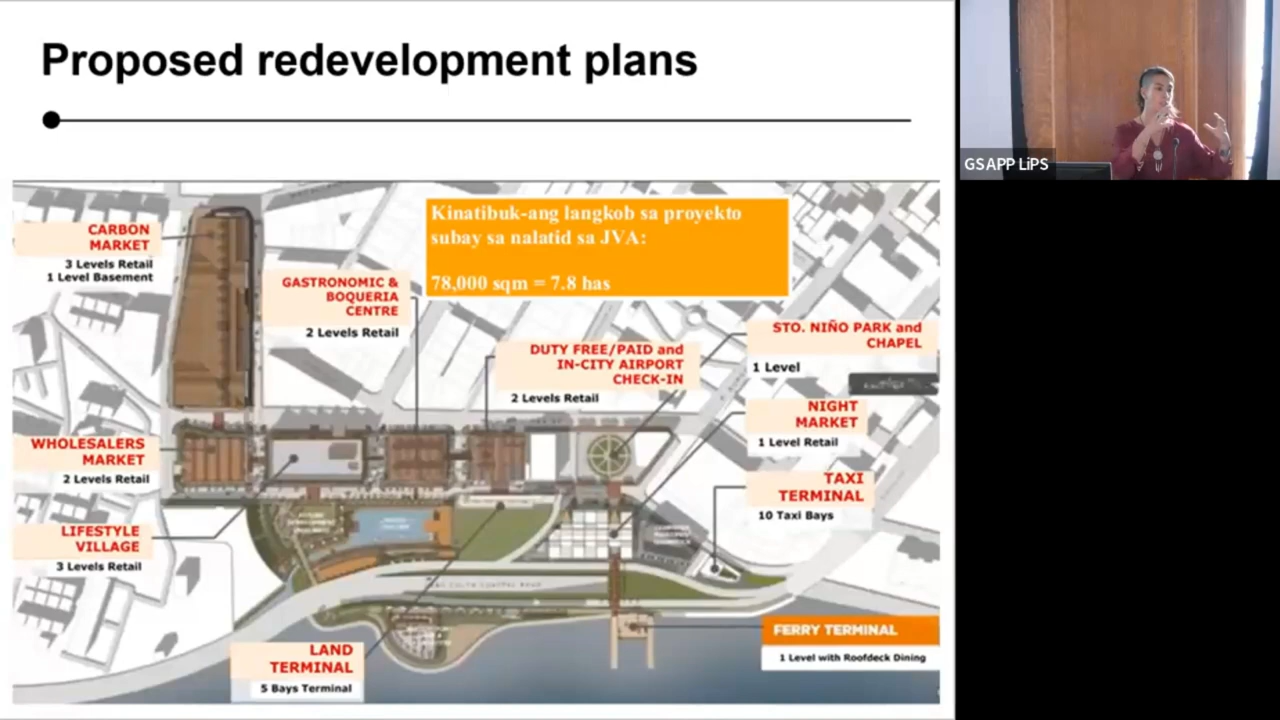 Proposed redevelopment plans
GSAPP LiPS
Kinatibuk-ang langkob sa proyekto
subay sa nalatid sa JVA:
78,000 sqm = 7.8 has
CARBON
MARKET
3 Levels Retail
1 Level Basement
GASTRONOMIC &
BOQUERIA
CENTRE
2 Levels Retail
DUTY FREE/PAID and
IN-CITY AIRPORT
CHECK-IN
2 Levels Retail
STO. NIÑO PARK and
CHAPEL
1 Level
NIGHT
MARKET
1 Level Retail
WHOLESALERS
MARKET
2 Levels Retail
TAXI
TERMINAL
10 Taxi Bays
LIFESTYLE
VILLAGE
3 Levels Retail
FERRY TERMINAL
1 Level with Roofdeck Dining
LAND
TERMINAL
5 Bays Terminal